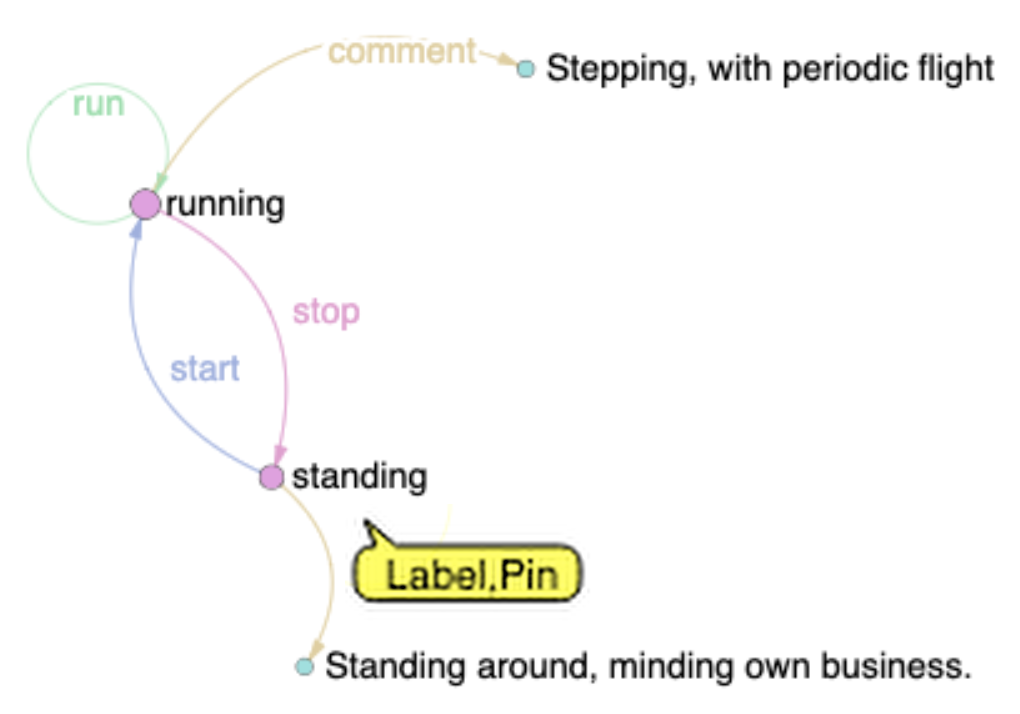 comment
Stepping, with periodic flight
run
running
stop
start
standing
Label,Pin
Standing around, minding own business.